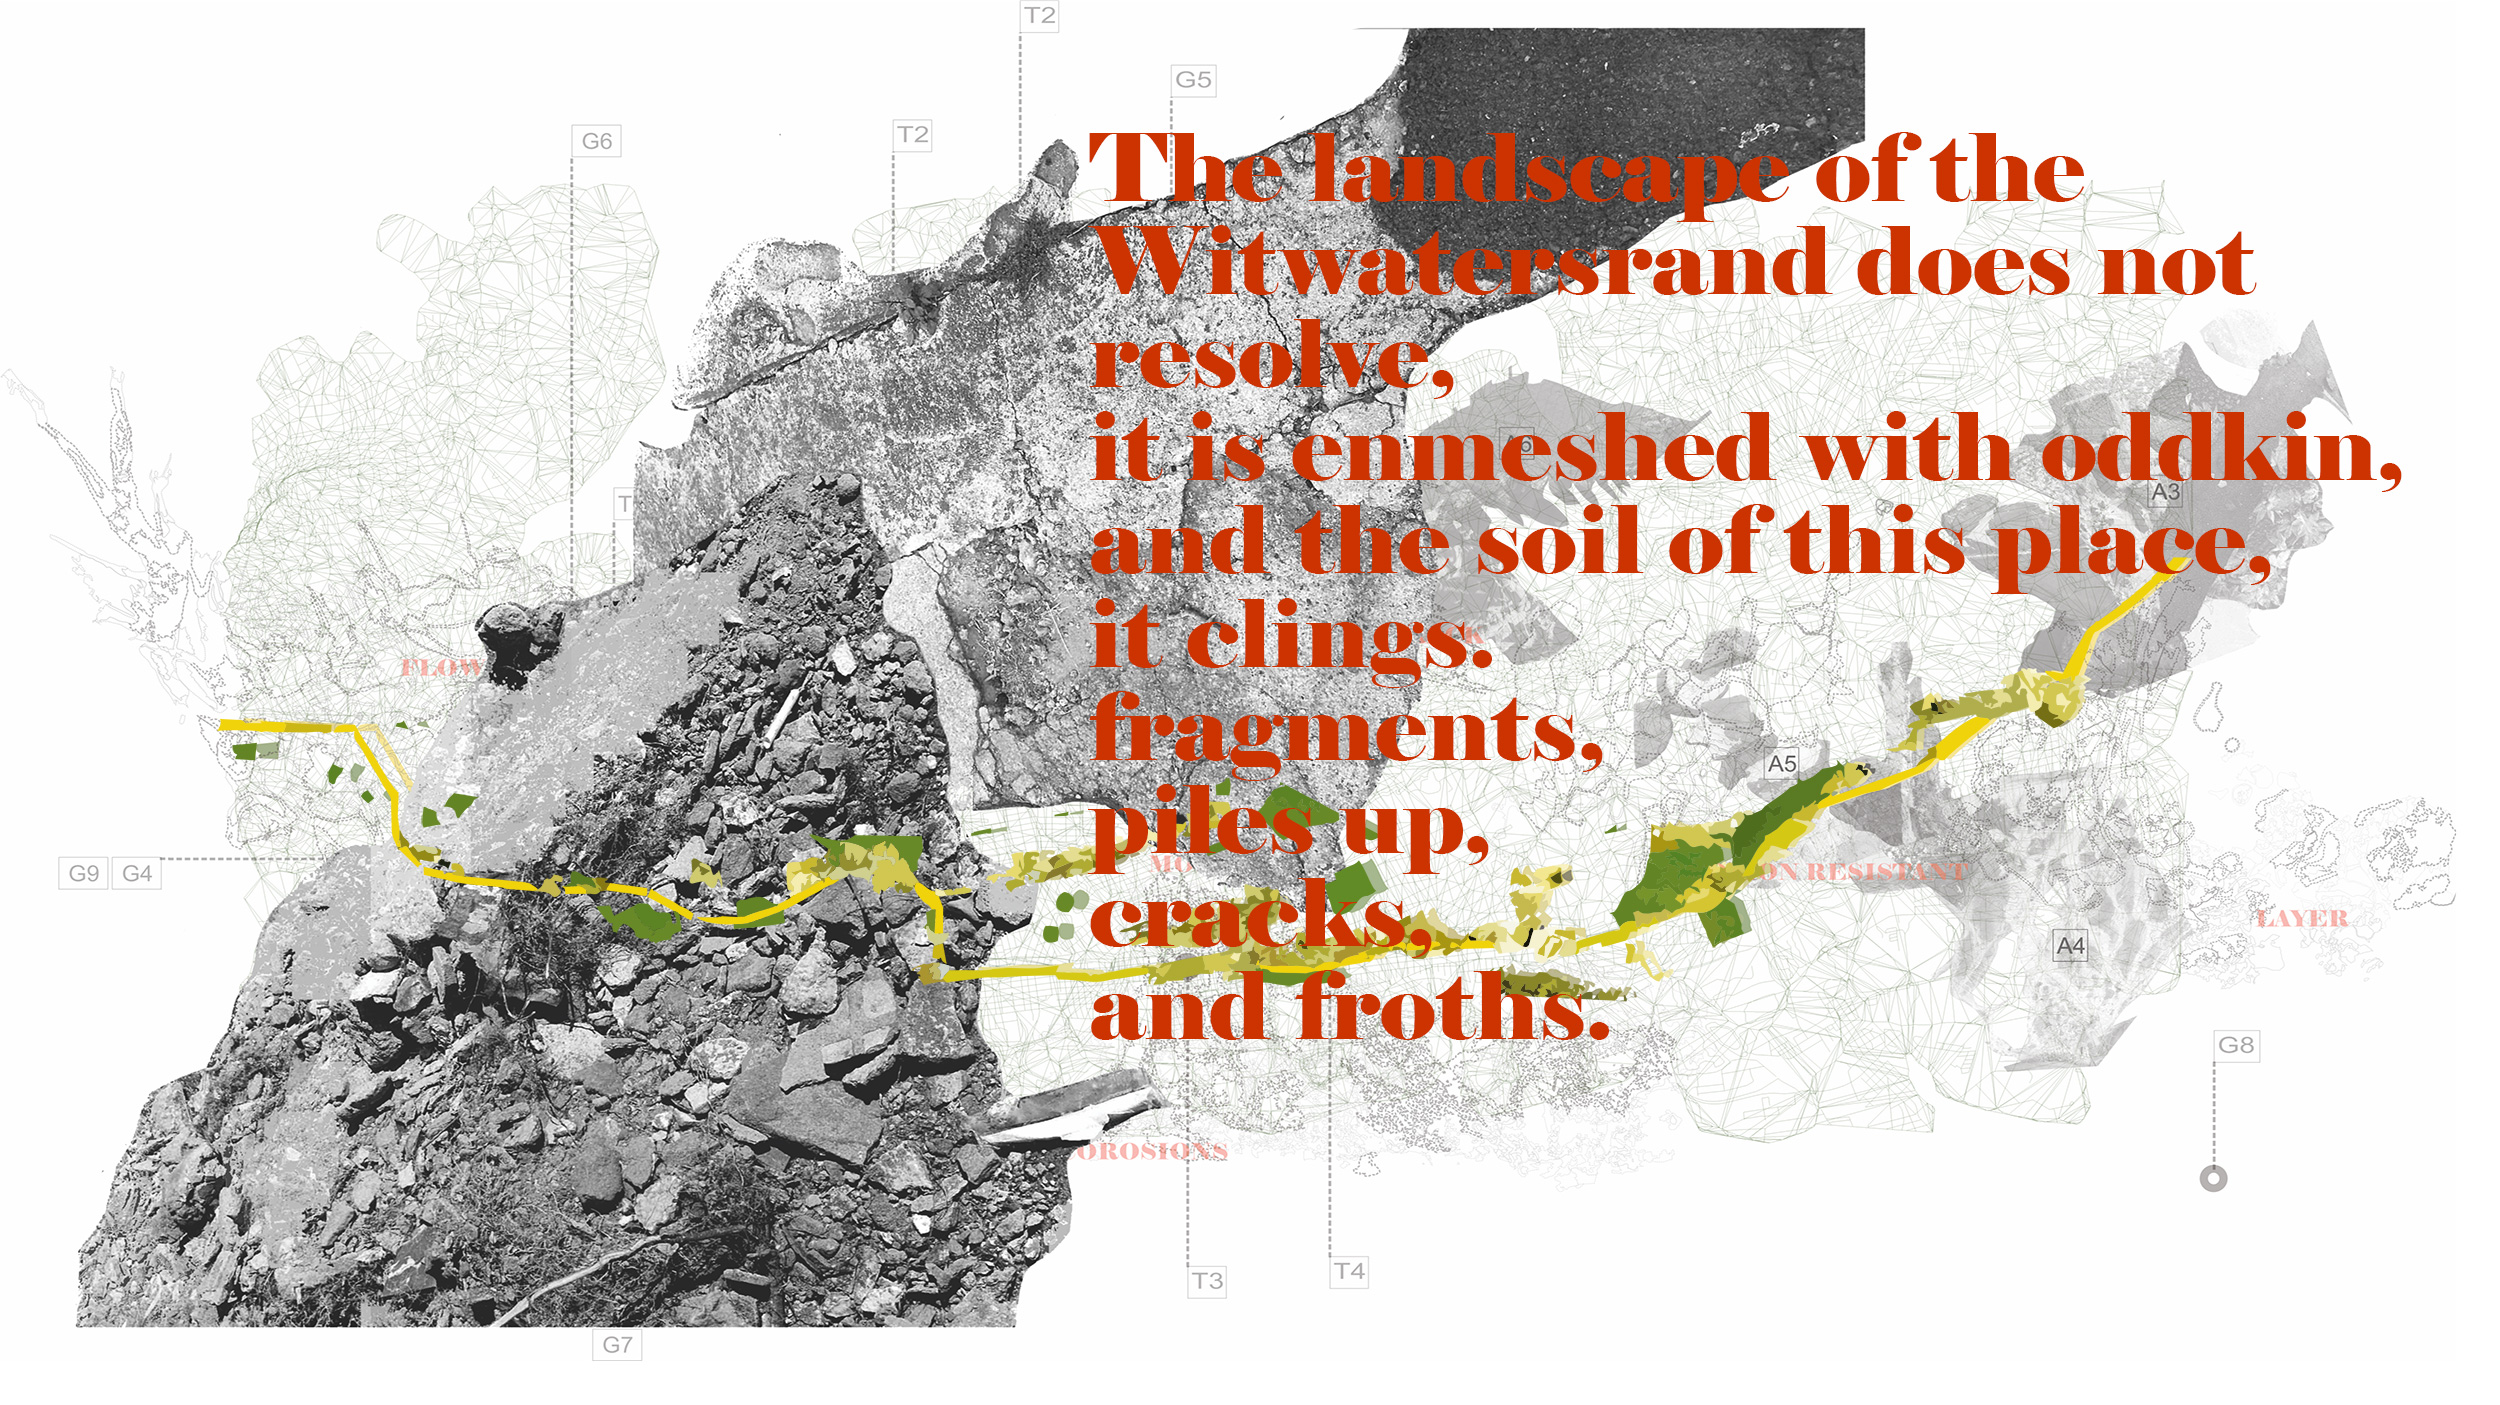 T2
G5
T2
G6
The landscape of the
Witwatersrand does not
resolve,
it is enmeshed with oddkin,
A3
and the soil of this place,
it clings.
FLOW
fragments,
A5
piles up,
G9 G4
ON RESISTANT
LAYER
cracks,
A4
and froths.
G8
OROSIONS
T3
T4
G7